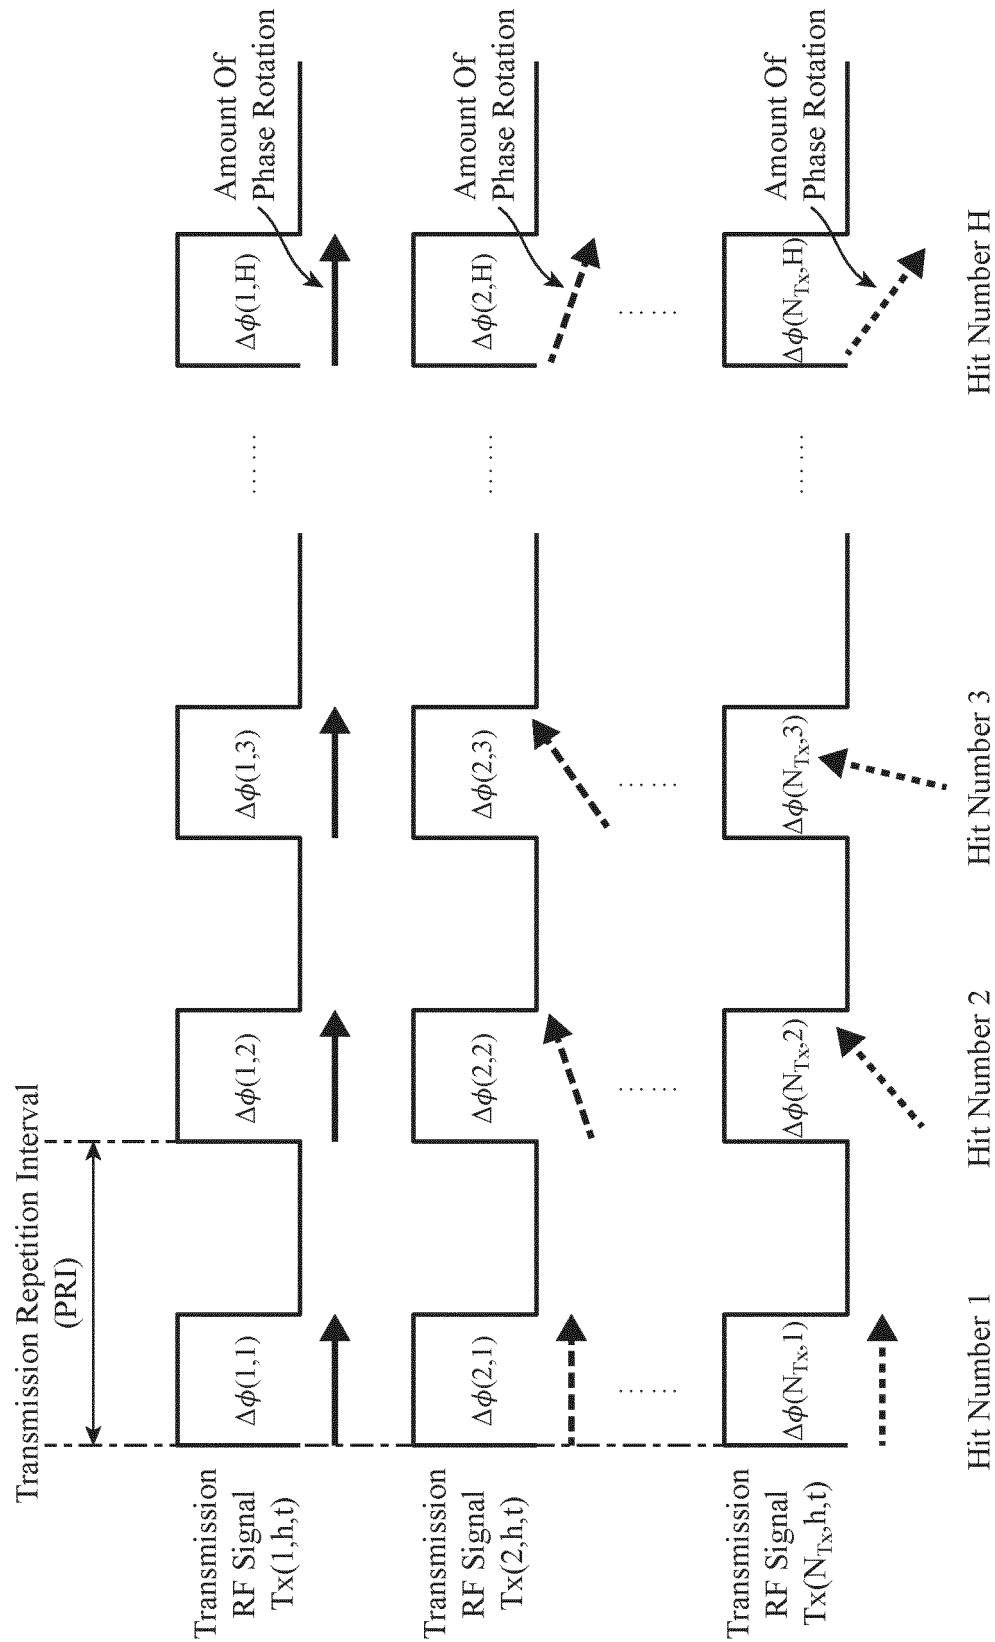 Transmission Repetition Interval
(PRI)
Transmission
RF Signal
Tx(1,h,t)
Δϕ(1,1)
Δϕ(1,2)
Δϕ(1,3)
......
Δϕ(1,H)
Amount Of
Phase Rotation
Transmission
RF Signal
Tx(2,h,t)
Δϕ(2,1)
Δϕ(2,2)
Δϕ(2,3)
......
Δϕ(2,H)
Amount Of
Phase Rotation
......
......
......
......
Transmission
RF Signal
Tx(N_Tx,h,t)
Δϕ(N_Tx,1)
Δϕ(N_Tx,2)
Δϕ(N_Tx,3)
......
Δϕ(N_Tx,H)
Amount Of
Phase Rotation
Hit Number 1
Hit Number 2
Hit Number 3
Hit Number H